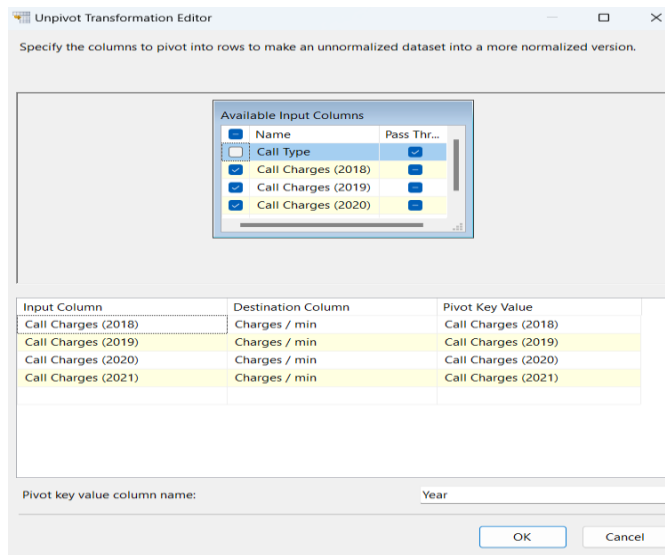 Unpivot Transformation Editor
Specify the columns to pivot into rows to make an unnormalized dataset into a more normalized version.
Available Input Columns
Name Pass Thr...
Call Type
Call Charges (2018)
Call Charges (2019)
Call Charges (2020)
Input Column Destination Column Pivot Key Value
Call Charges (2018) Charges / min Call Charges (2018)
Call Charges (2019) Charges / min Call Charges (2019)
Call Charges (2020) Charges / min Call Charges (2020)
Call Charges (2021) Charges / min Call Charges (2021)
Pivot key value column name: Year
OK Cancel